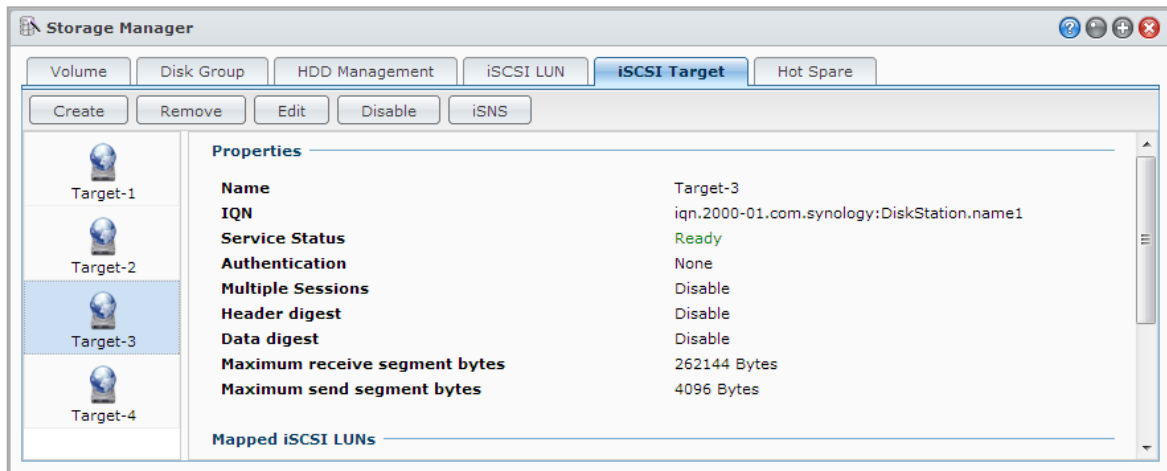 Storage Manager
Volume Disk Group HDD Management iSCSI LUN iSCSI Target Hot Spare
Create Remove Edit Disable iSNS
Target-1
Target-2
Target-3
Target-4
Properties
Name Target-3
IQN iqn.2000-01.com.synology:DiskStation.name1
Service Status Ready
Authentication None
Multiple Sessions Disable
Header digest Disable
Data digest Disable
Maximum receive segment bytes 262144 Bytes
Maximum send segment bytes 4096 Bytes
Mapped iSCSI LUNs